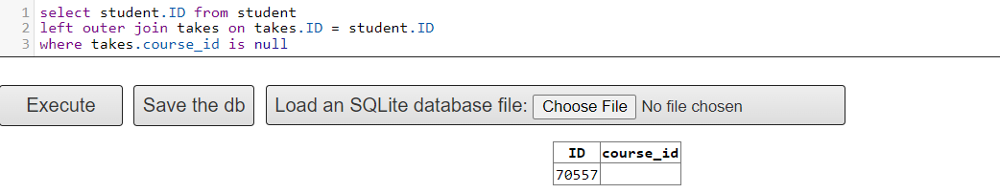 1 select student.ID from student
2 left outer join takes on takes.ID = student.ID
3 where takes.course_id is null
Execute Save the db Load an SQLite database file: Choose File No file chosen
ID course_id
70557